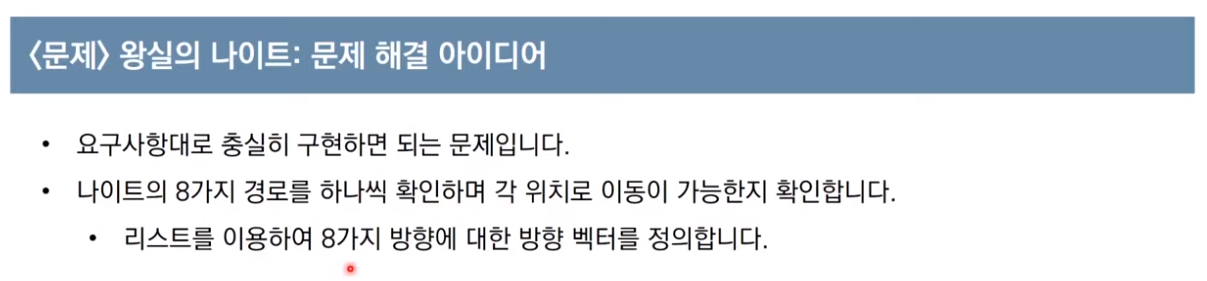 <문제> 왕실의 나이트: 문제 해결 아이디어
• 요구사항대로 충실히 구현하면 되는 문제입니다.
• 나이트의 8가지 경로를 하나씩 확인하며 각 위치로 이동이 가능한지 확인합니다.
• 리스트를 이용하여 8가지 방향에 대한 방향 벡터를 정의합니다.